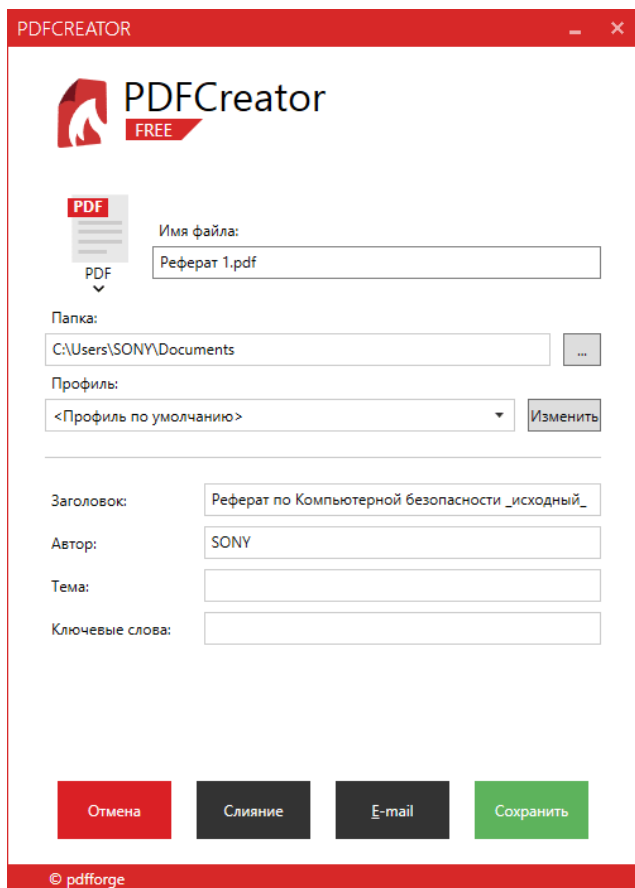 PDFCREATOR
PDFCreator
FREE
PDF
Имя файла:
Реферат 1.pdf
PDF
Папка:
C:\Users\SONY\Documents
...
Профиль:
<Профиль по умолчанию>
Изменить
Заголовок:
Реферат по Компьютерной безопасности _исходный_
Автор:
SONY
Тема:
Ключевые слова:
Отмена
Слияние
E-mail
Сохранить
© pdfforge